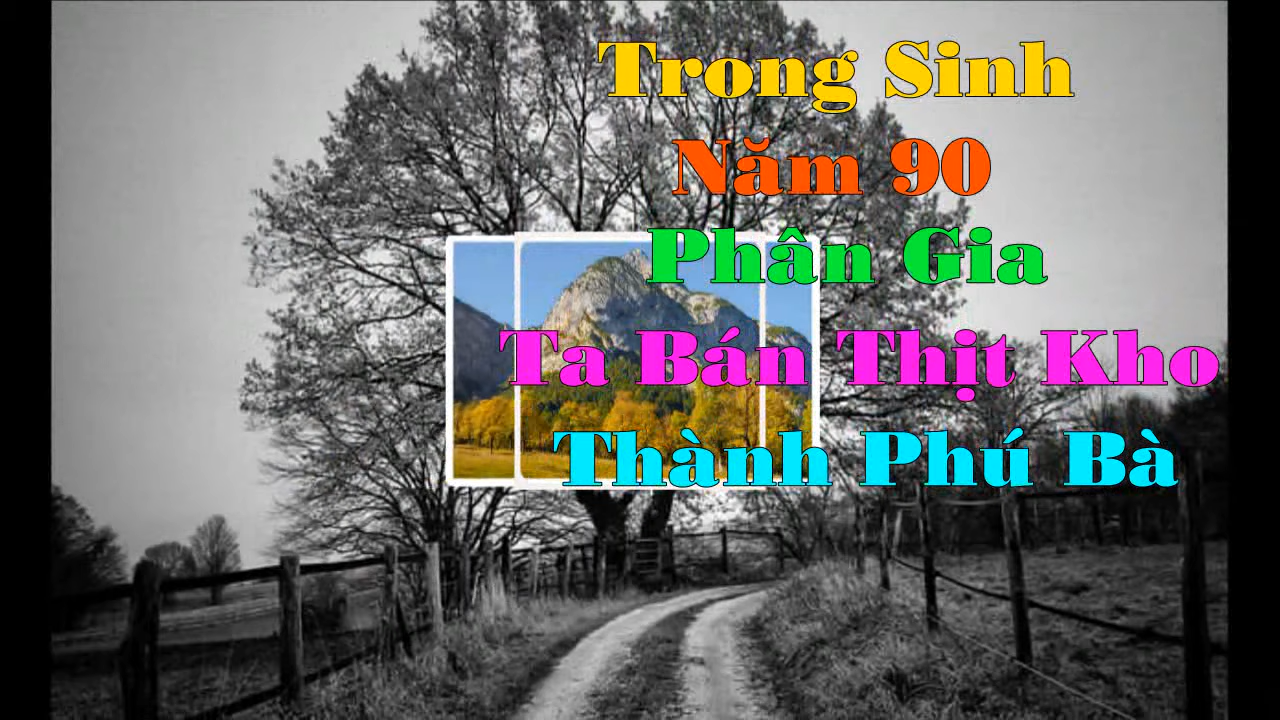 Trong Sinh
Năm 90
Phân Gia
Ta Bán Thịt Kho
Thành Phú Bà